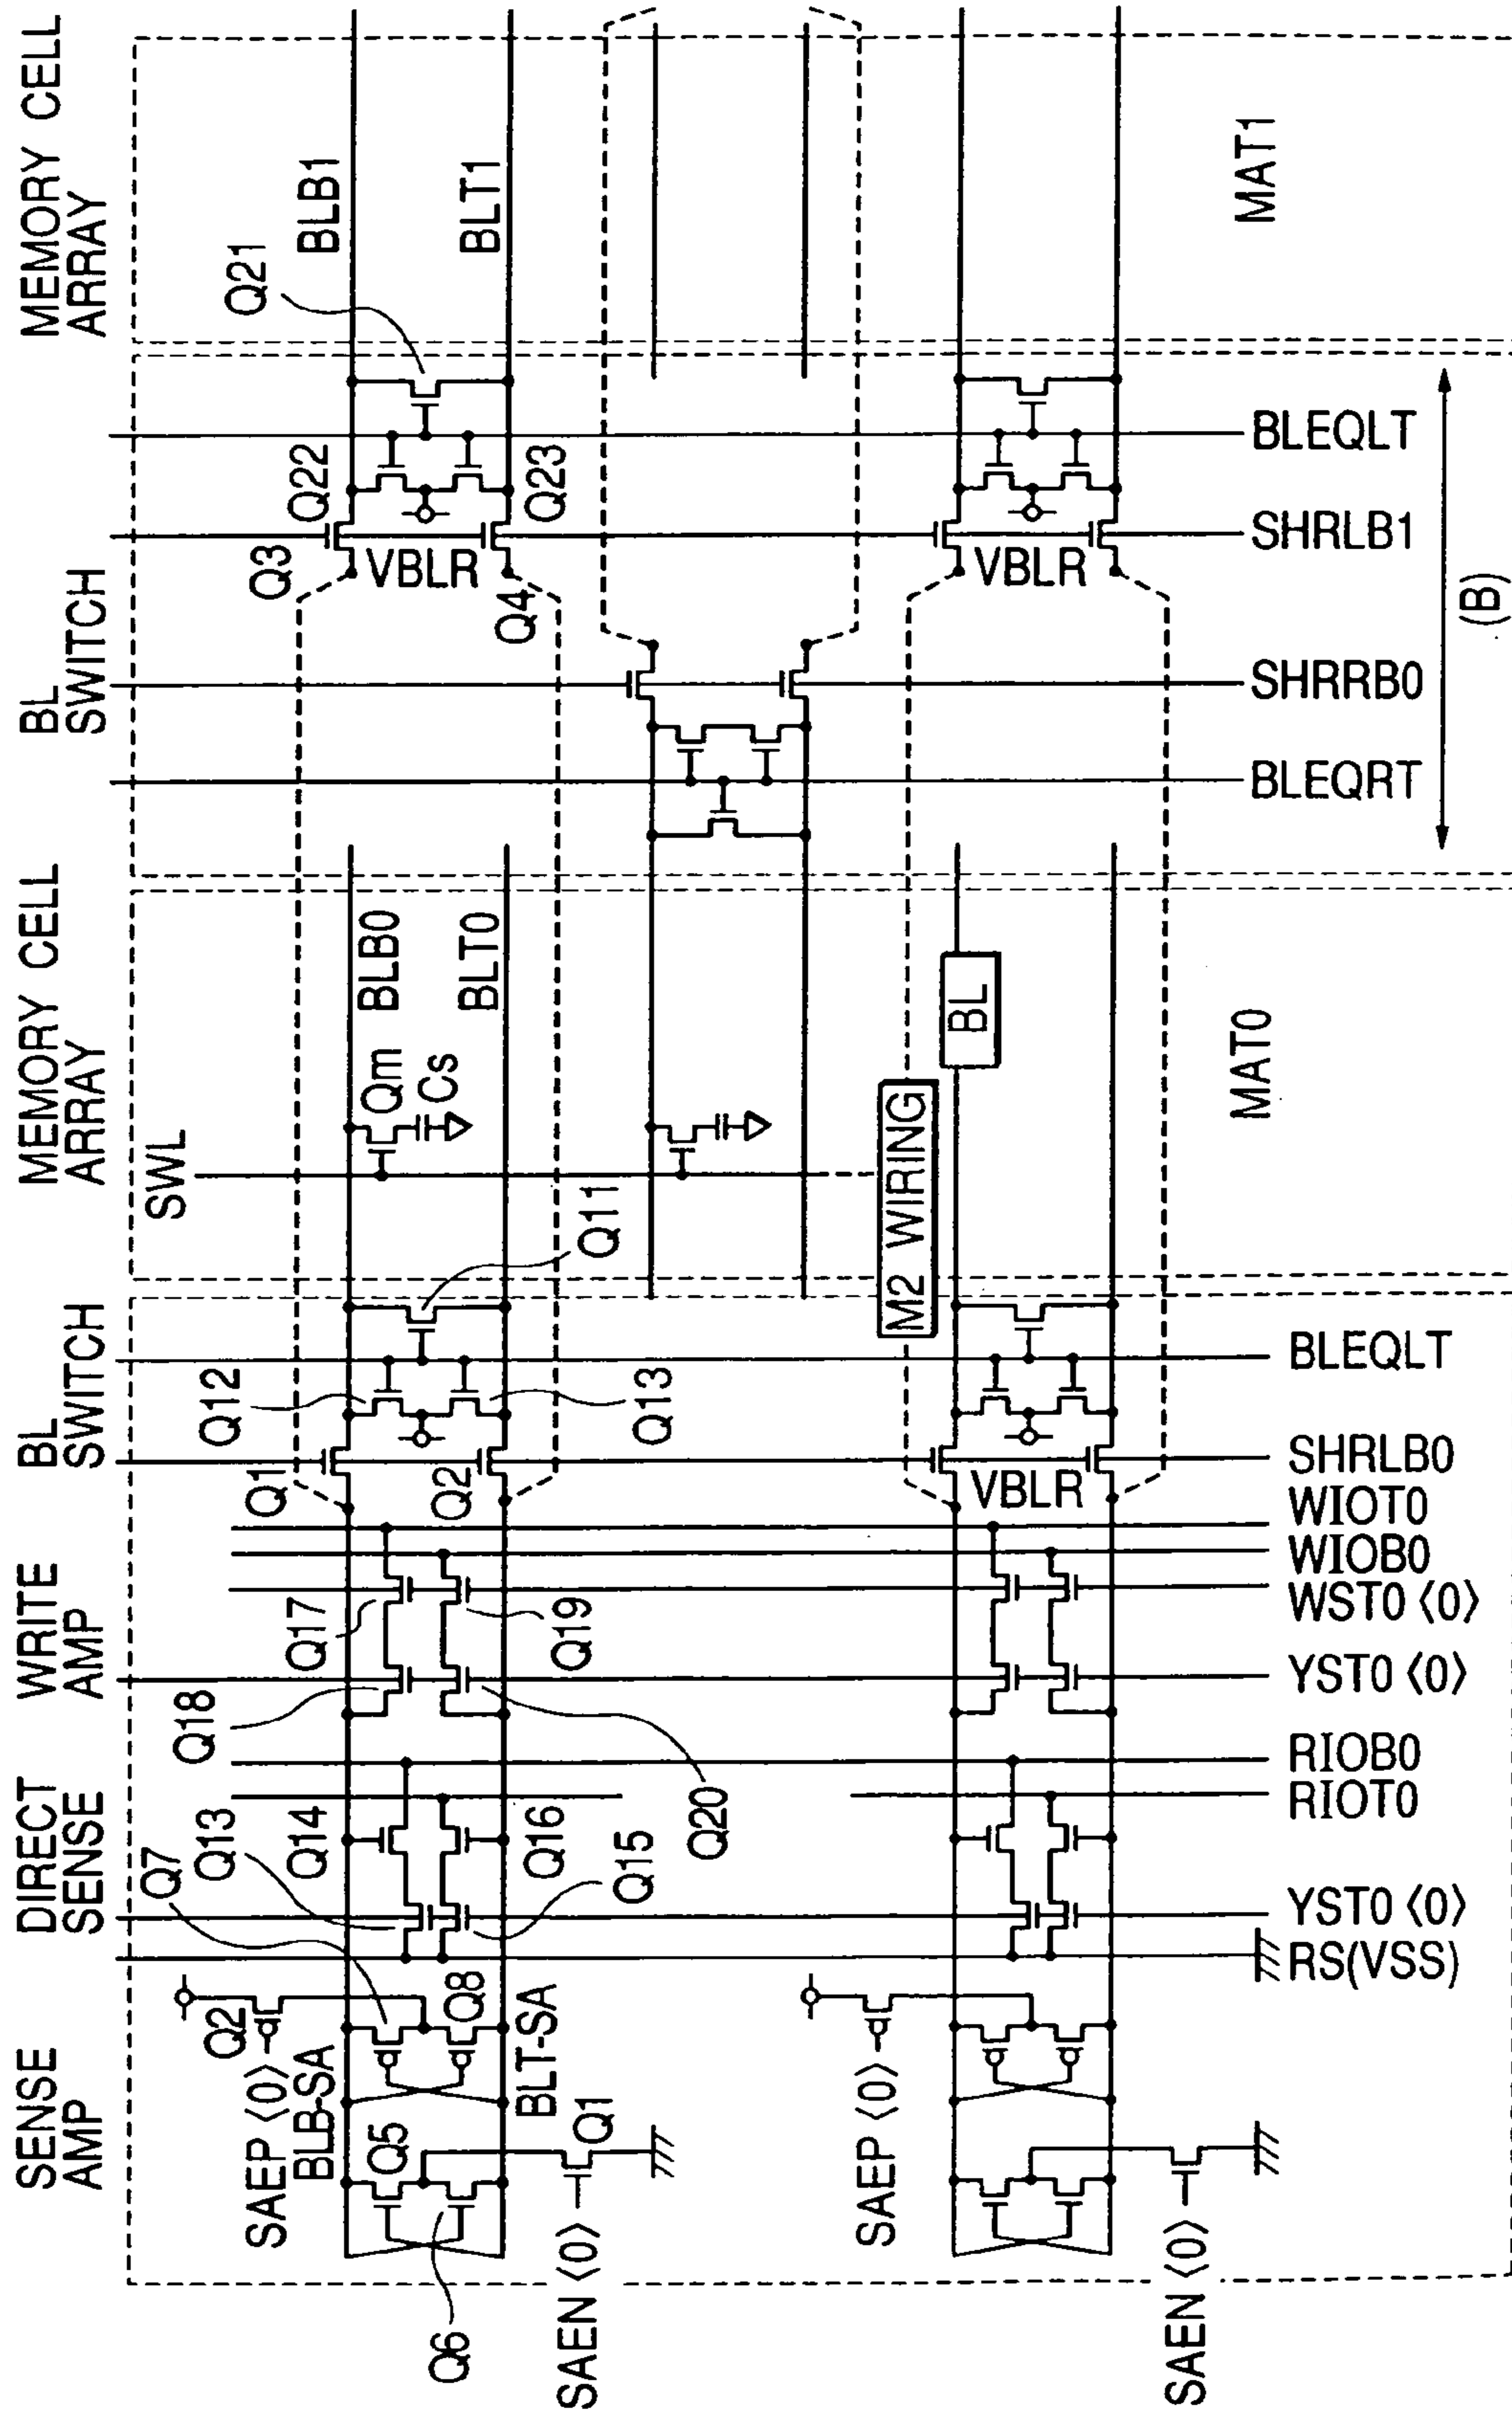 SENSE
AMP
DIRECT
SENSE
WRITE
AMP
BL
SWITCH
MEMORY CELL
ARRAY
BL
SWITCH
MEMORY CELL
ARRAY
Q7
Q13
Q14
Q18
Q17
Q12
Q1
SWL
Q3
Q22
Q21
SAEP ⟨0⟩
Q2
BLB-SA
Q5
Q8
Q2
Qm
Cs
BLB0
VBLR
BLB1
Q6
BLT-SA
Q16
Q19
BLT0
Q4
Q23
BLT1
SAEN ⟨0⟩
Q1
Q15
Q20
Q13
Q11
SAEP ⟨0⟩
M2 WIRING
BL
VBLR
VBLR
SAEN ⟨0⟩
RS(VSS)
YST0 ⟨0⟩
RIOT0
RIOB0
YST0 ⟨0⟩
WST0 ⟨0⟩
WIOB0
WIOT0
SHRLB0
BLEQLT
MAT0
BLEQRT
SHRRB0
SHRLB1
BLEQLT
MAT1
(B)